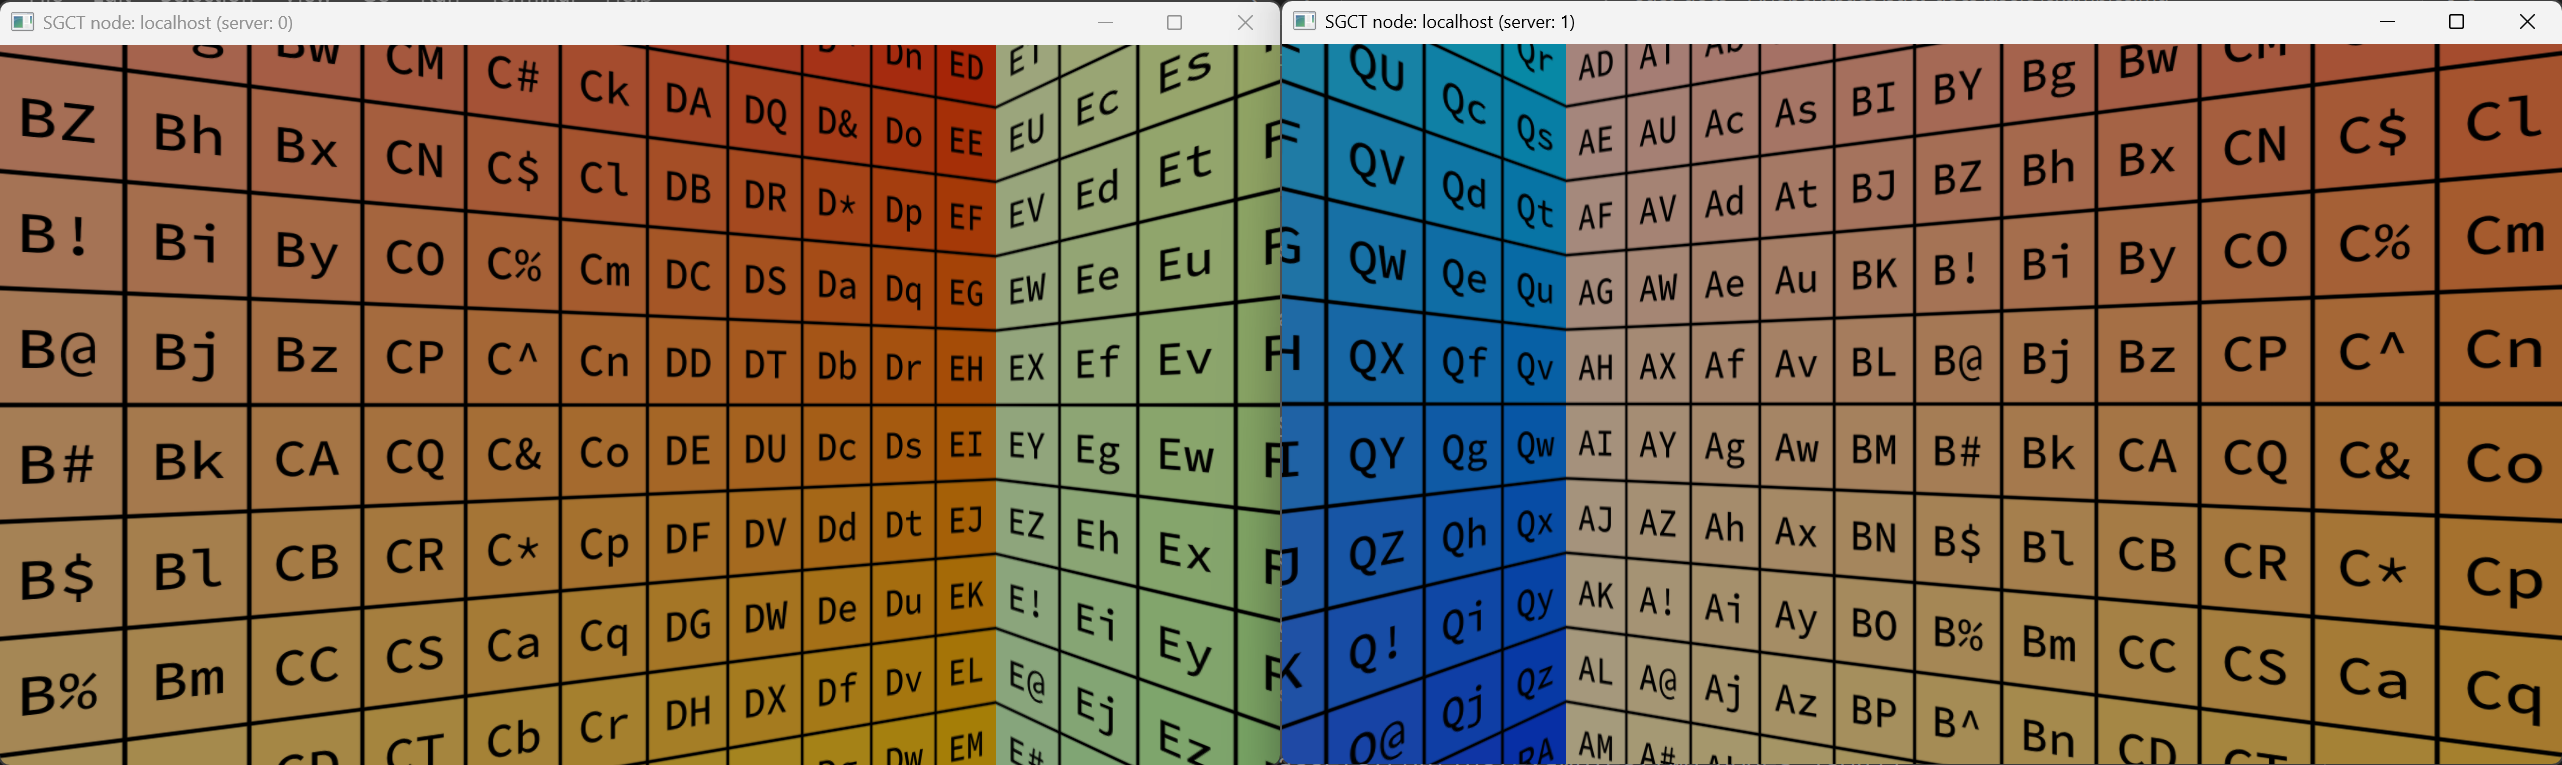 SGCT node: localhost (server: 0)
Dn ED ET
Bw CM C# Ck DA DQ D& Do EE EU Ec Es
BZ Bh Bx CN C$ Cl DB DR D* Dp EF EV Ed Et
B! Bi By CO C% Cm DC DS Da Dq EG EW Ee Eu
B@ Bj Bz CP C^ Cn DD DT Db Dr EH EX Ef Ev
B# Bk CA CQ C& Co DE DU Dc Ds EI EY Eg Ew
B$ Bl CB CR C* Cp DF DV Dd Dt EJ EZ Eh Ex
B% Bm CC CS Ca Cq DG DW De Du EK E! Ei Ey
CD CT Cb Cr DH DX Df Dv EL E@ Ej Ez
Dw EM E#
SGCT node: localhost (server: 1)
Qr AD AT
QU Qc Qs AE AU Ac As BI BY Bg Bw CM
QV Qd Qt AF AV Ad At BJ BZ Bh Bx CN C$ Cl
QW Qe Qu AG AW Ae Au BK B! Bi By CO C% Cm
QX Qf Qv AH AX Af Av BL B@ Bj Bz CP C^ Cn
QY Qg Qw AI AY Ag Aw BM B# Bk CA CQ C& Co
QZ Qh Qx AJ AZ Ah Ax BN B$ Bl CB CR C* Cp
Q! Qi Qy AK A! Ai Ay BO B% Bm CC CS Ca Cq
Q@ Qj Qz AL A@ Aj Az BP B^ Bn CD CT
RA AM A#